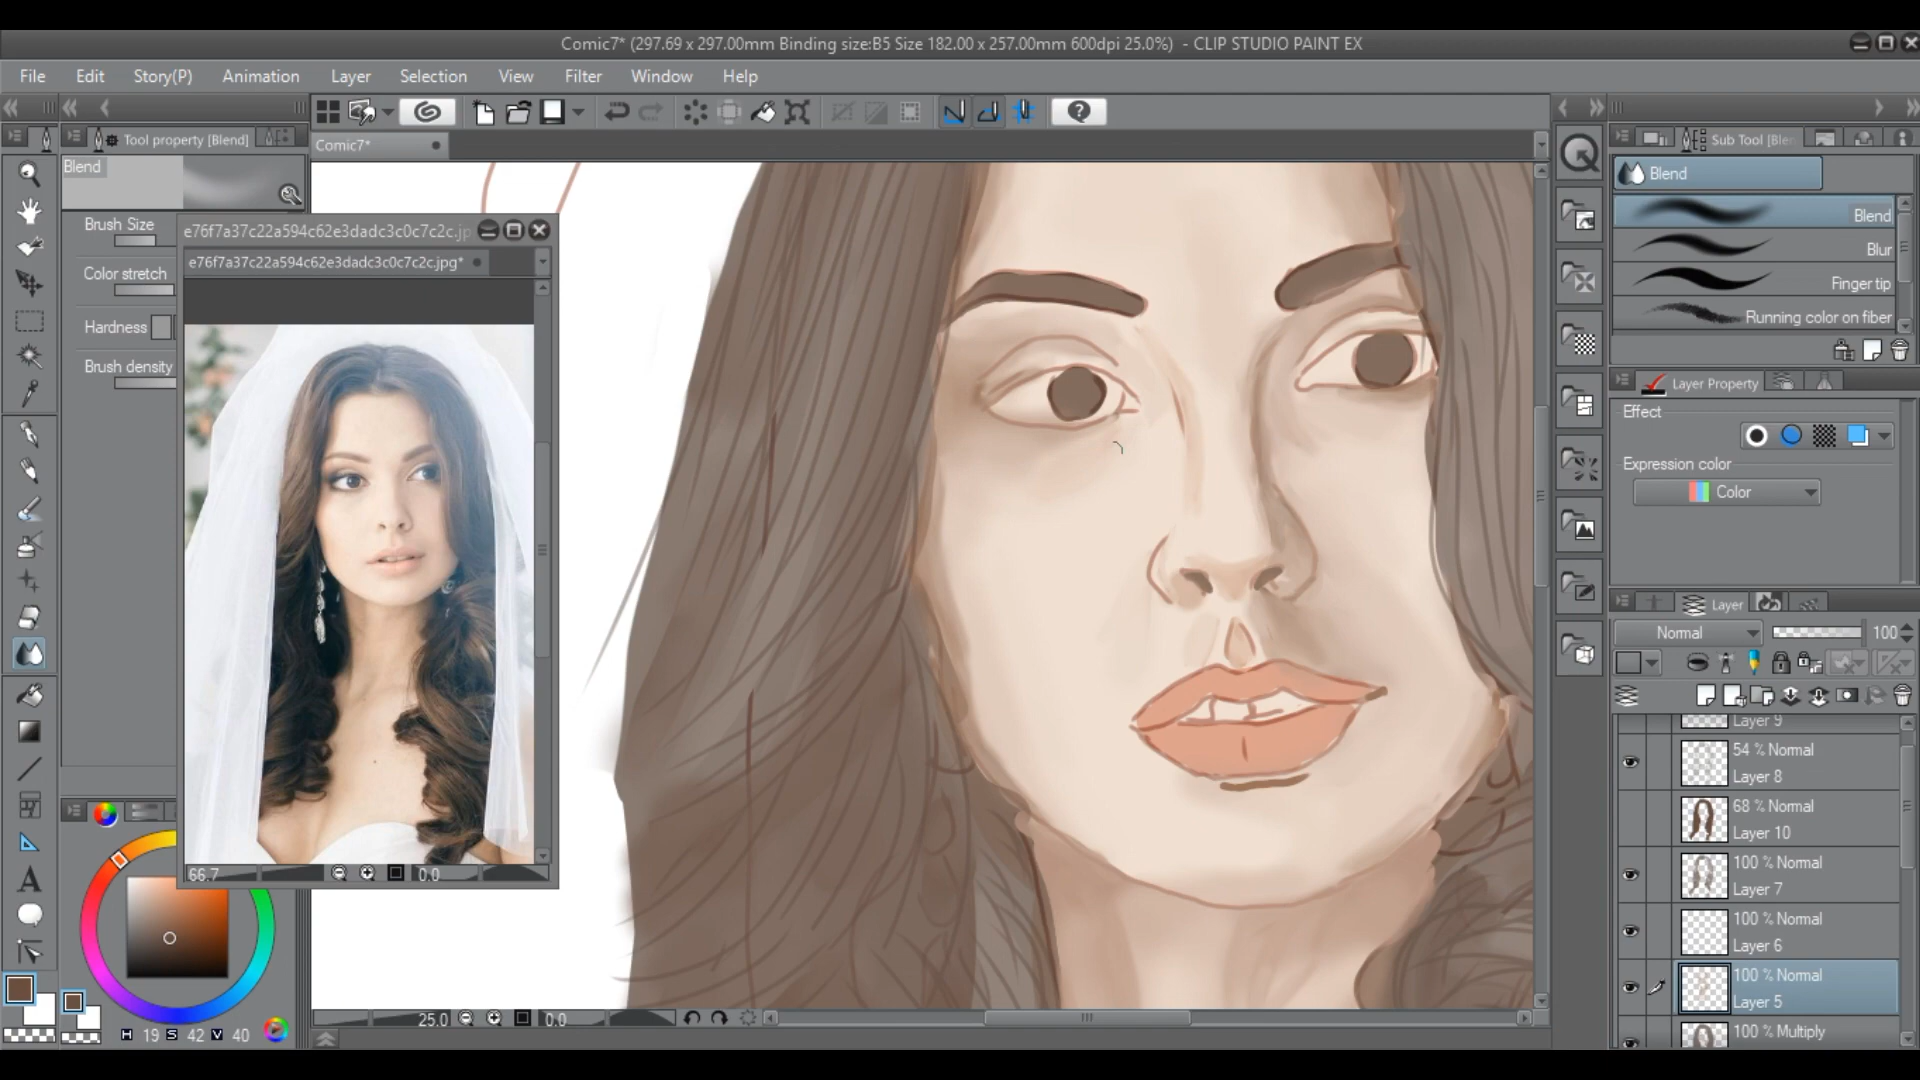 Comic7* (297.69 x 297.00mm Binding size:B5 Size 182.00 x 257.00mm 600dpi 25.0%) - CLIP STUDIO PAINT EX
File Edit Story(P) Animation Layer Selection View Filter Window Help
Tool property [Blend]
Comic7*
Sub Tool [Blen
Blend
Blend
Brush Size
Color stretch
Hardness
Brush density
e76f7a37c22a594c62e3dadc3c0c7c2c.jp
e76f7a37c22a594c62e3dadc3c0c7c2c.jpg*
66.7
0.0
Blend
Blur
Finger tip
Running color on fiber
Layer Property
Effect
Expression color
Color
Layer
Normal
100
Layer 9
54 % Normal
Layer 8
68 % Normal
Layer 10
100 % Normal
Layer 7
100 % Normal
Layer 6
100 % Normal
Layer 5
100 % Multiply
25.0
0.0
H 19 S 42 V 40